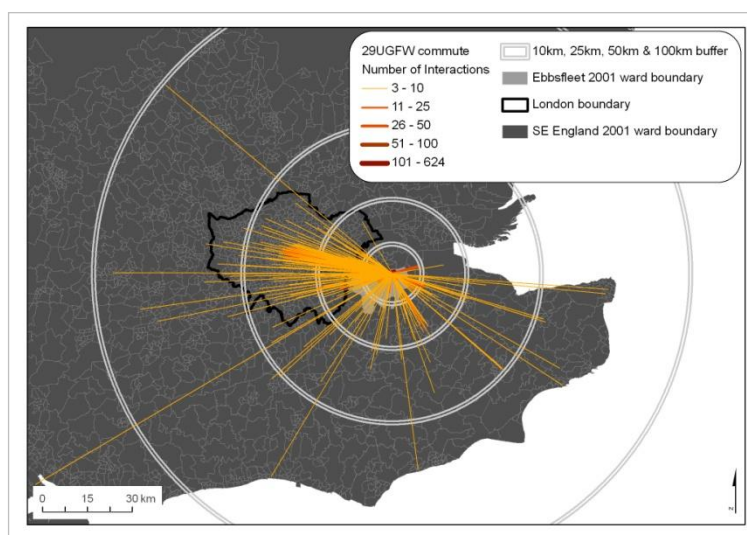 29UGFW commute
Number of Interactions
3 - 10
11 - 25
26 - 50
51 - 100
101 - 624
10km, 25km, 50km & 100km buffer
Ebbsfleet 2001 ward boundary
London boundary
SE England 2001 ward boundary
0 15 30 km